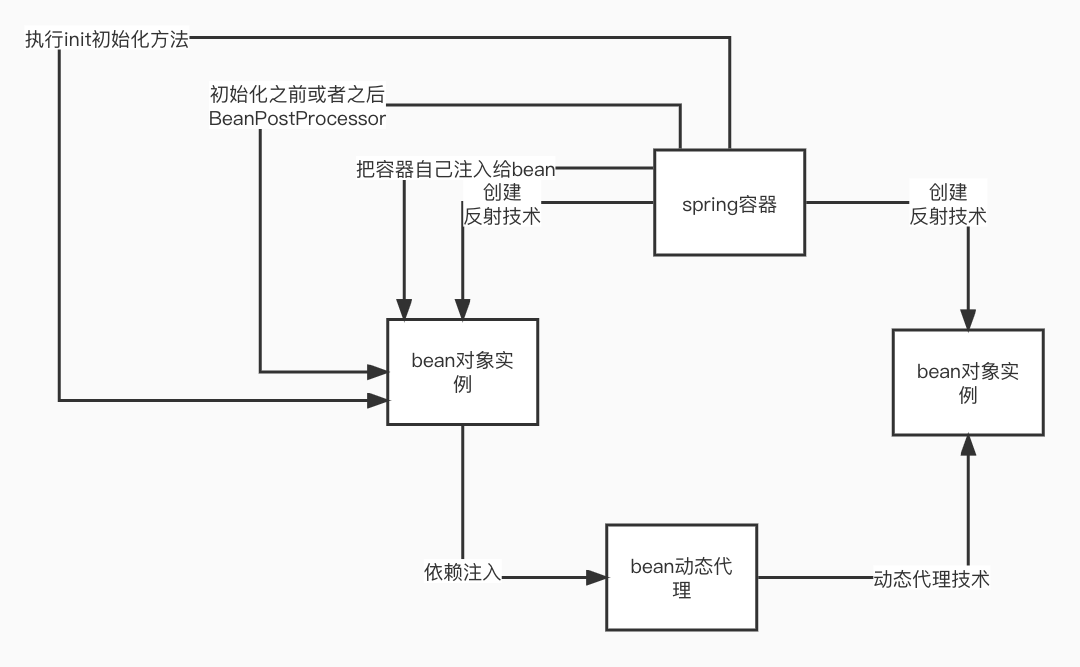 执行init初始化方法
初始化之前或者之后
BeanPostProcessor
把容器自己注入给bean
创建
反射技术
spring容器
创建
反射技术
bean对象实
例
bean对象实
例
依赖注入
bean动态代
理
动态代理技术